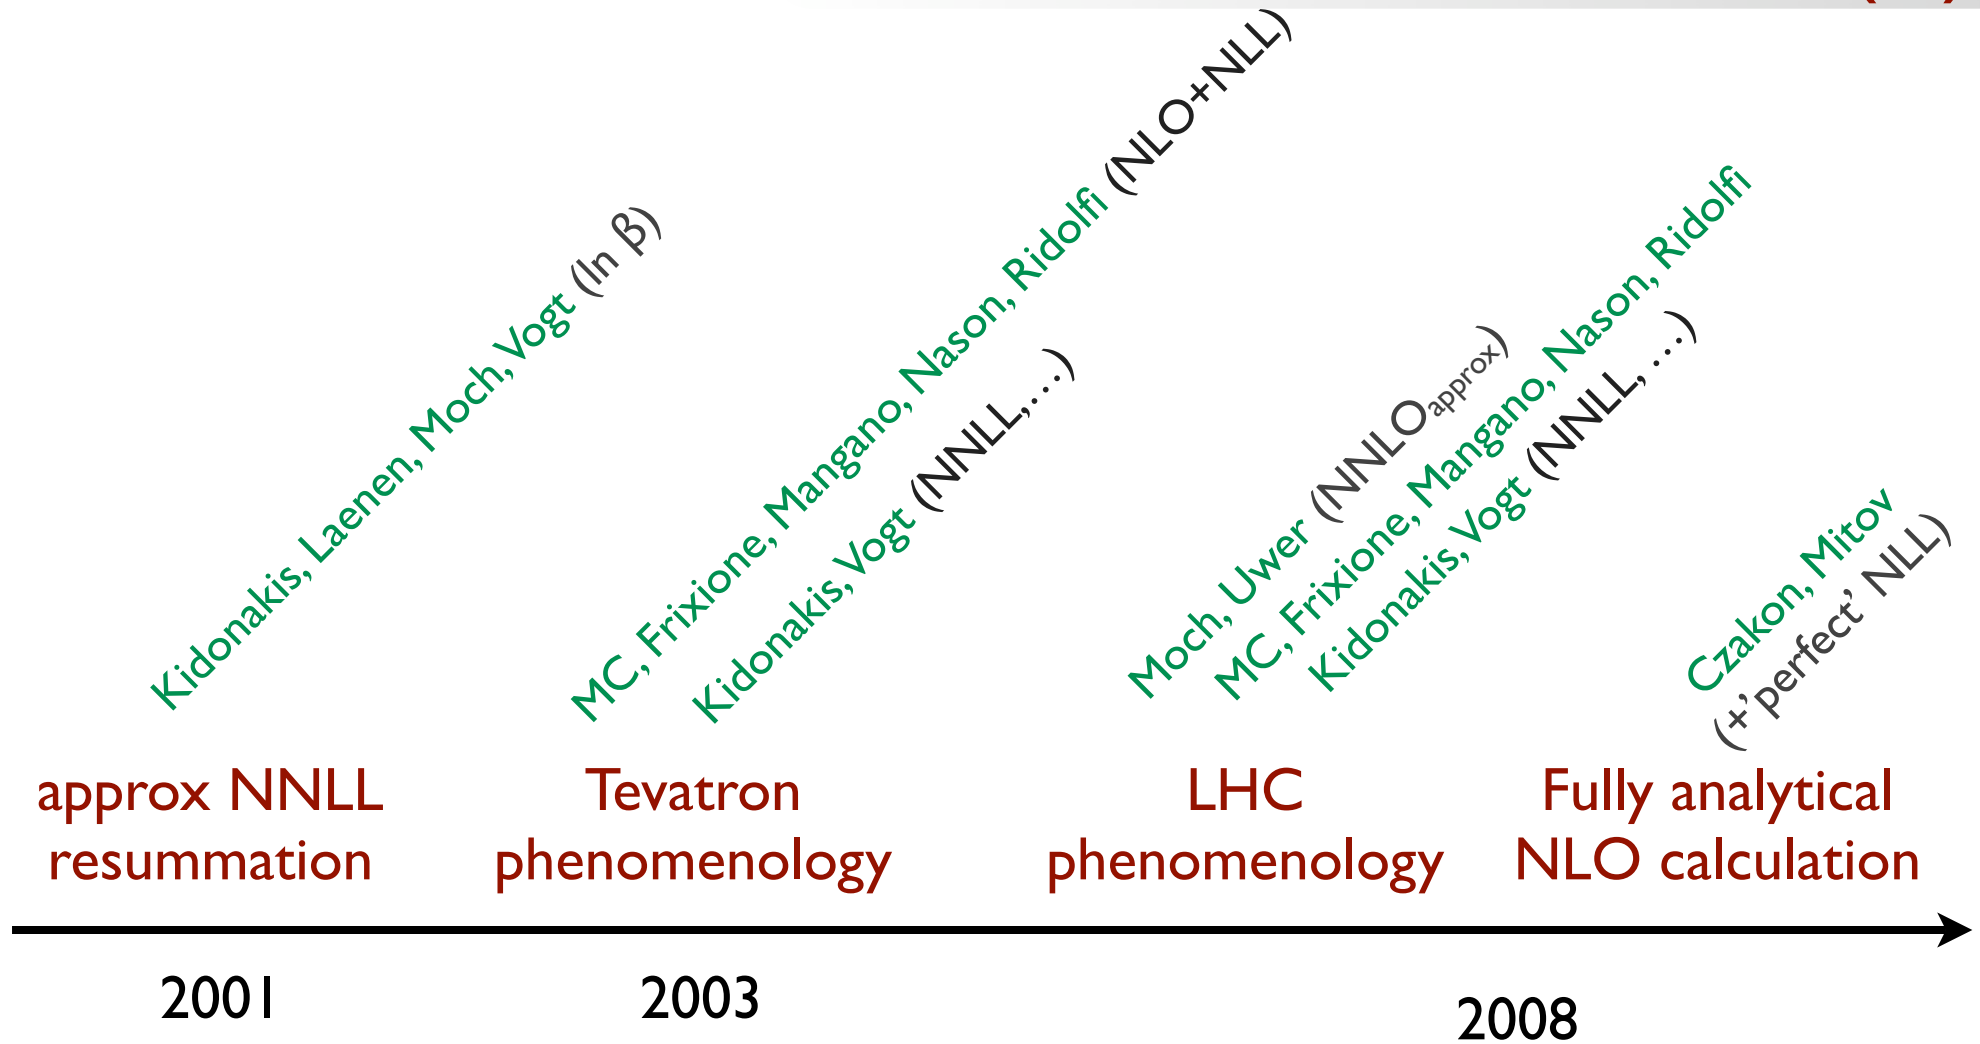 Kidonakis, Laenen, Moch, Vogt (ln β)
MC, Frixione, Mangano, Nason, Ridolfi (NLO+NLL)
Kidonakis, Vogt (NNLL,...)
Moch, Uwer (NNLOapprox)
MC, Frixione, Mangano, Nason, Ridolfi
Kidonakis, Vogt (NNLL, ...)
Czakon, Mitov
(+’perfect’ NLL)
approx NNLL
resummation
Tevatron
phenomenology
LHC
phenomenology
Fully analytical
NLO calculation
2001
2003
2008